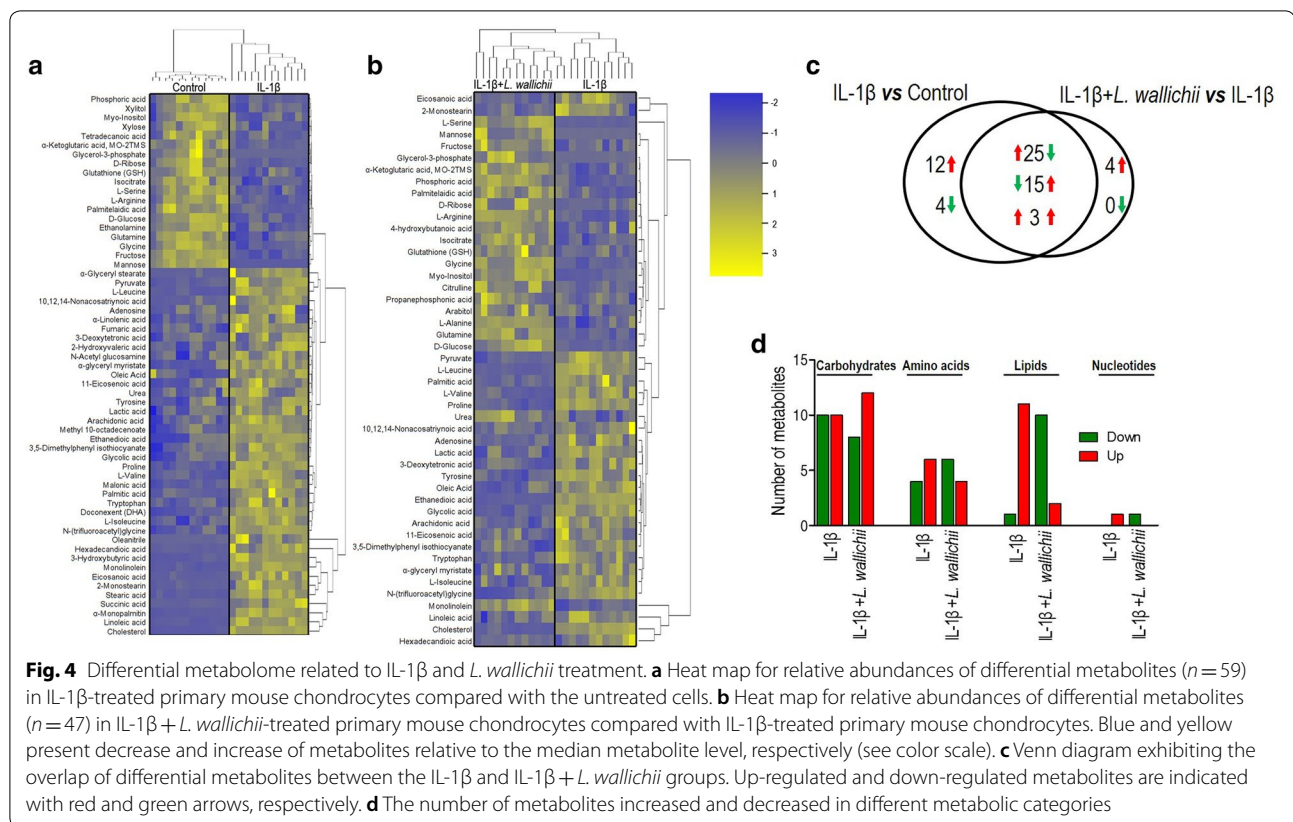 a
Control
IL-1β
Phosphoric acid
Xylitol
Myo-Inositol
Xylose
Tetradecanoic acid
α-Ketoglutaric acid, MO-2TMS
Glycerol-3-phosphate
D-Ribose
Glutathione (GSH)
Isocitrate
L-Serine
L-Arginine
Palmitelaidic acid
D-Glucose
Ethanolamine
Glutamine
Glycine
Fructose
Mannose
α-Glyceryl stearate
Pyruvate
L-Leucine
10,12,14-Nonacosatriynoic acid
Adenosine
α-Linolenic acid
Fumaric acid
3-Deoxytetronic acid
2-Hydroxyvaleric acid
N-Acetyl glucosamine
α-glyceryl myristate
Oleic Acid
11-Eicosenoic acid
Urea
Tyrosine
Lactic acid
Arachidonic acid
Methyl 10-octadecenoate
Ethanedioic acid
3,5-Dimethylphenyl isothiocyanate
Glycolic acid
Proline
L-Valine
Malonic acid
Palmitic acid
Tryptophan
Doconexent (DHA)
L-Isoleucine
N-(trifluoroacetyl)glycine
Oleanitrile
Hexadecandioic acid
3-Hydroxybutyric acid
Monolinolein
Eicosanoic acid
2-Monostearin
Stearic acid
Succinic acid
α-Monopalmitin
Linoleic acid
Cholesterol
b
IL-1β+L. wallichii
IL-1β
Eicosanoic acid
2-Monostearin
L-Serine
Mannose
Fructose
Glycerol-3-phosphate
α-Ketoglutaric acid, MO-2TMS
Phosphoric acid
Palmitelaidic acid
D-Ribose
L-Arginine
4-hydroxybutanoic acid
Isocitrate
Glutathione (GSH)
Glycine
Myo-Inositol
Citrulline
Propanephosphonic acid
Arabitol
L-Alanine
Glutamine
D-Glucose
Pyruvate
L-Leucine
Palmitic acid
L-Valine
Proline
Urea
10,12,14-Nonacosatriynoic acid
Adenosine
Lactic acid
3-Deoxytetronic acid
Tyrosine
Oleic Acid
Ethanedioic acid
Glycolic acid
Arachidonic acid
11-Eicosenoic acid
3,5-Dimethylphenyl isothiocyanate
Tryptophan
α-glyceryl myristate
L-Isoleucine
N-(trifluoroacetyl)glycine
Monolinolein
Linoleic acid
Cholesterol
Hexadecandioic acid
-2
-1
0
1
2
3
c
IL-1β vs Control
IL-1β+L. wallichii vs IL-1β
12↑
4↓
↑25↓
↓15↑
↑ 3 ↑
4↑
0↓
d
Number of metabolites
15
10
5
0
Carbohydrates
Amino acids
Lipids
Nucleotides
Down
Up
IL-1β
IL-1β+L. wallichii
IL-1β
IL-1β+L. wallichii
IL-1β
IL-1β+L. wallichii
IL-1β
IL-1β+L. wallichii
Fig. 4 Differential metabolome related to IL-1β and L. wallichii treatment. a Heat map for relative abundances of differential metabolites (n = 59)
in IL-1β-treated primary mouse chondrocytes compared with the untreated cells. b Heat map for relative abundances of differential metabolites
(n = 47) in IL-1β + L. wallichii-treated primary mouse chondrocytes compared with IL-1β-treated primary mouse chondrocytes. Blue and yellow
present decrease and increase of metabolites relative to the median metabolite level, respectively (see color scale). c Venn diagram exhibiting the
overlap of differential metabolites between the IL-1β and IL-1β + L. wallichii groups. Up-regulated and down-regulated metabolites are indicated
with red and green arrows, respectively. d The number of metabolites increased and decreased in different metabolic categories